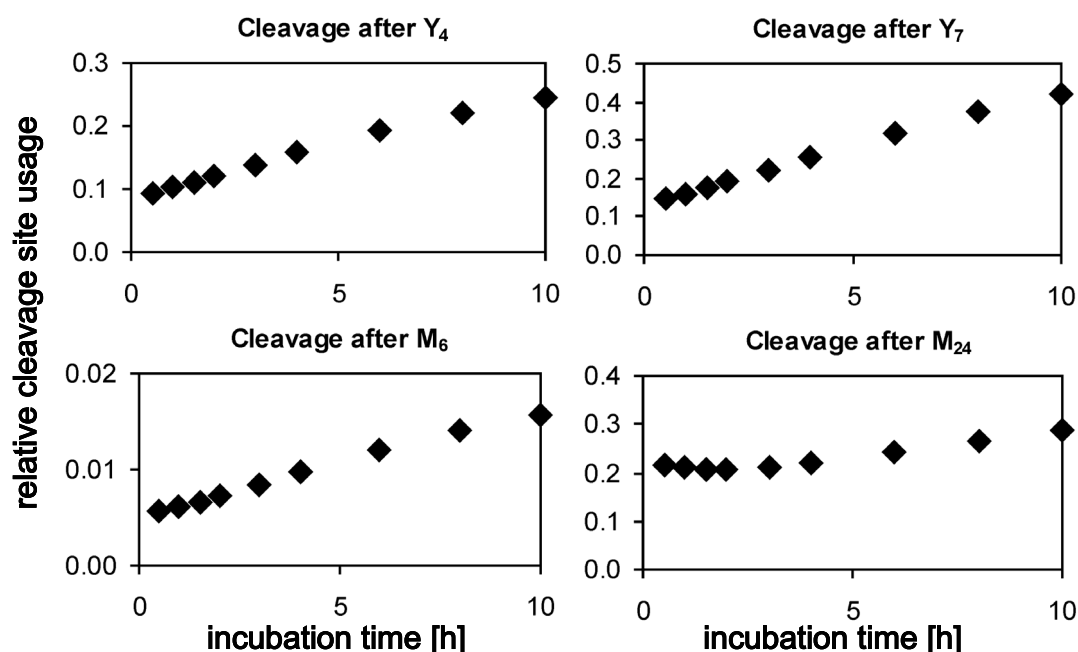 Cleavage after Y4
0.3
0.2
0.1
0.0
0 5 10
Cleavage after Y7
0.5
0.4
0.3
0.2
0.1
0.0
0 5 10
relative cleavage site usage
Cleavage after M6
0.02
0.01
0.00
0 5 10
incubation time [h]
Cleavage after M24
0.4
0.3
0.2
0.1
0.0
0 5 10
incubation time [h]